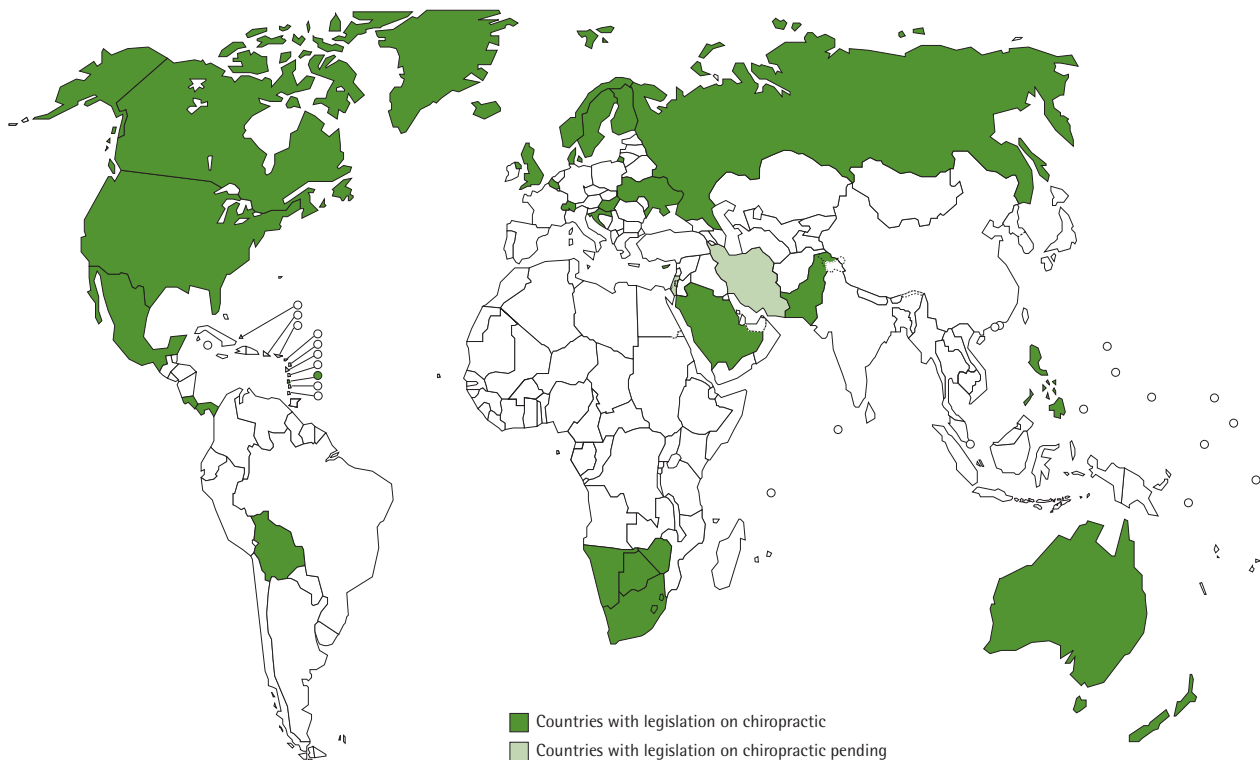 Countries with legislation on chiropractic
Countries with legislation on chiropractic pending